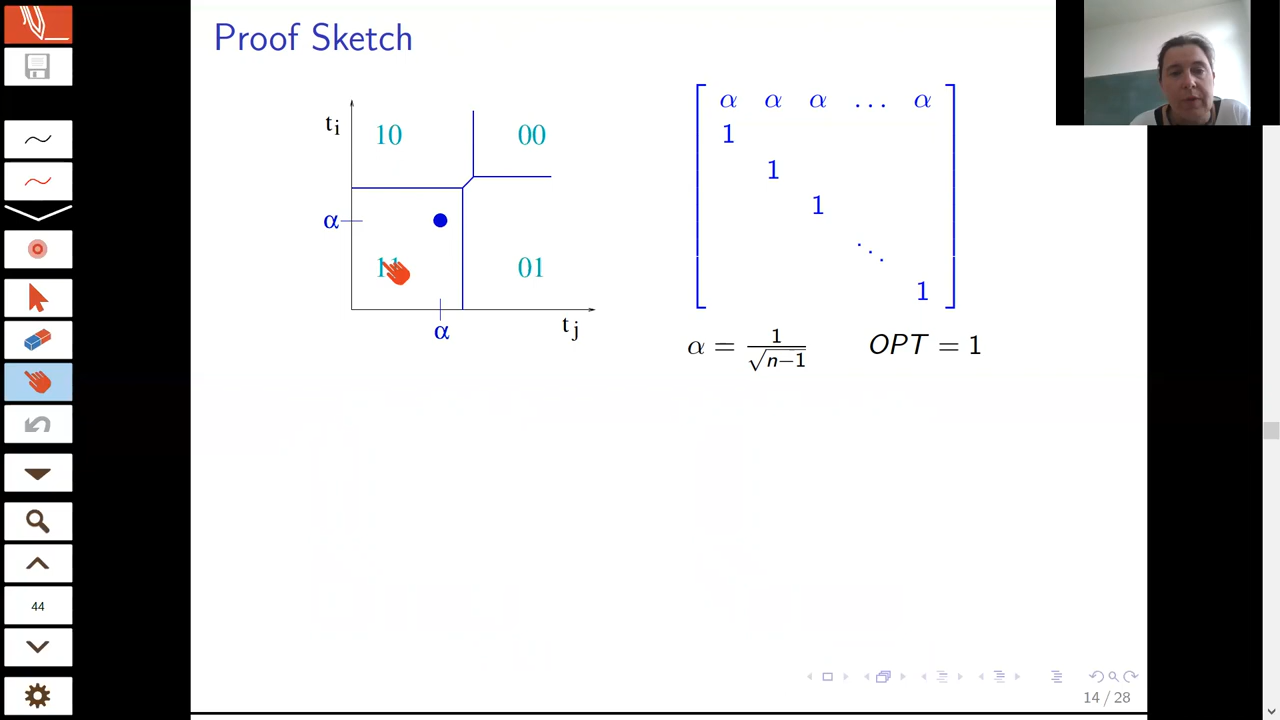 Proof Sketch
t_i
10
00
α
11
01
α
t_j
α α α … α
1
1
1
⋱
1
α = 1/√(n−1) OPT = 1
44
14 / 28